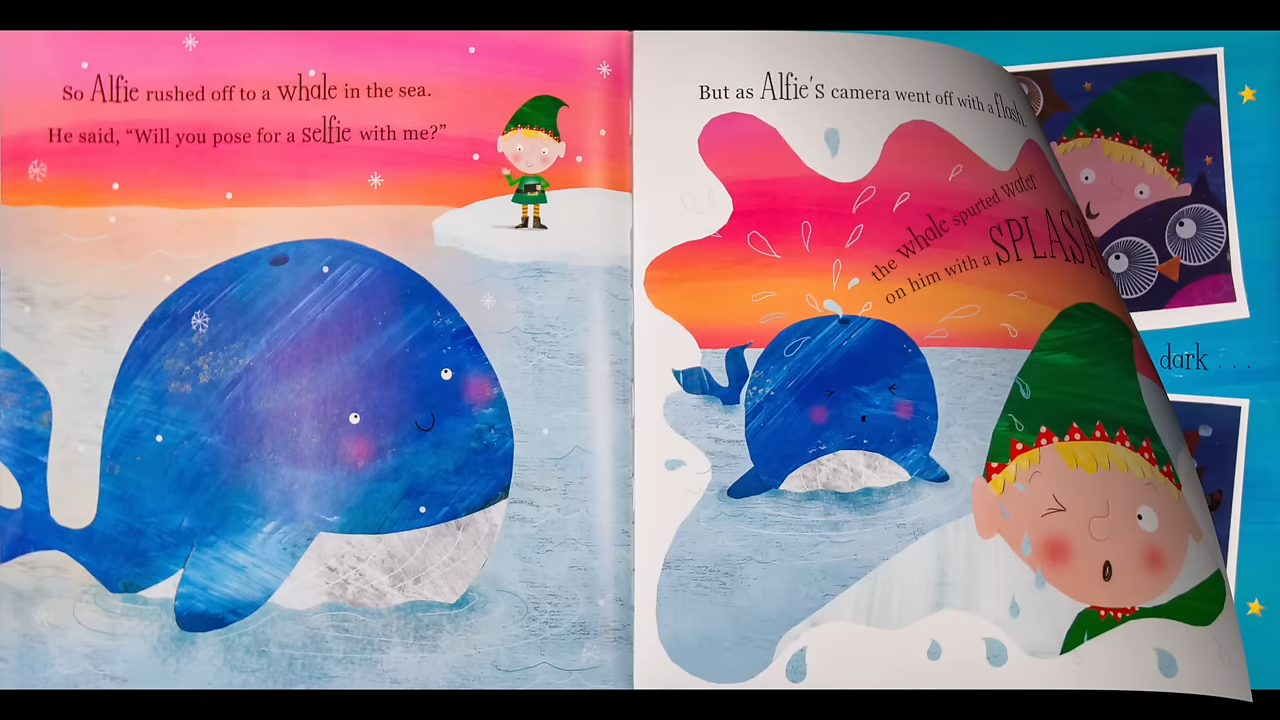 So Alfie rushed off to a whale in the sea.
He said, “Will you pose for a selfie with me?”
But as Alfie's camera went off with a flash,
the whale spurted water
on him with a SPLASH
dark . . .